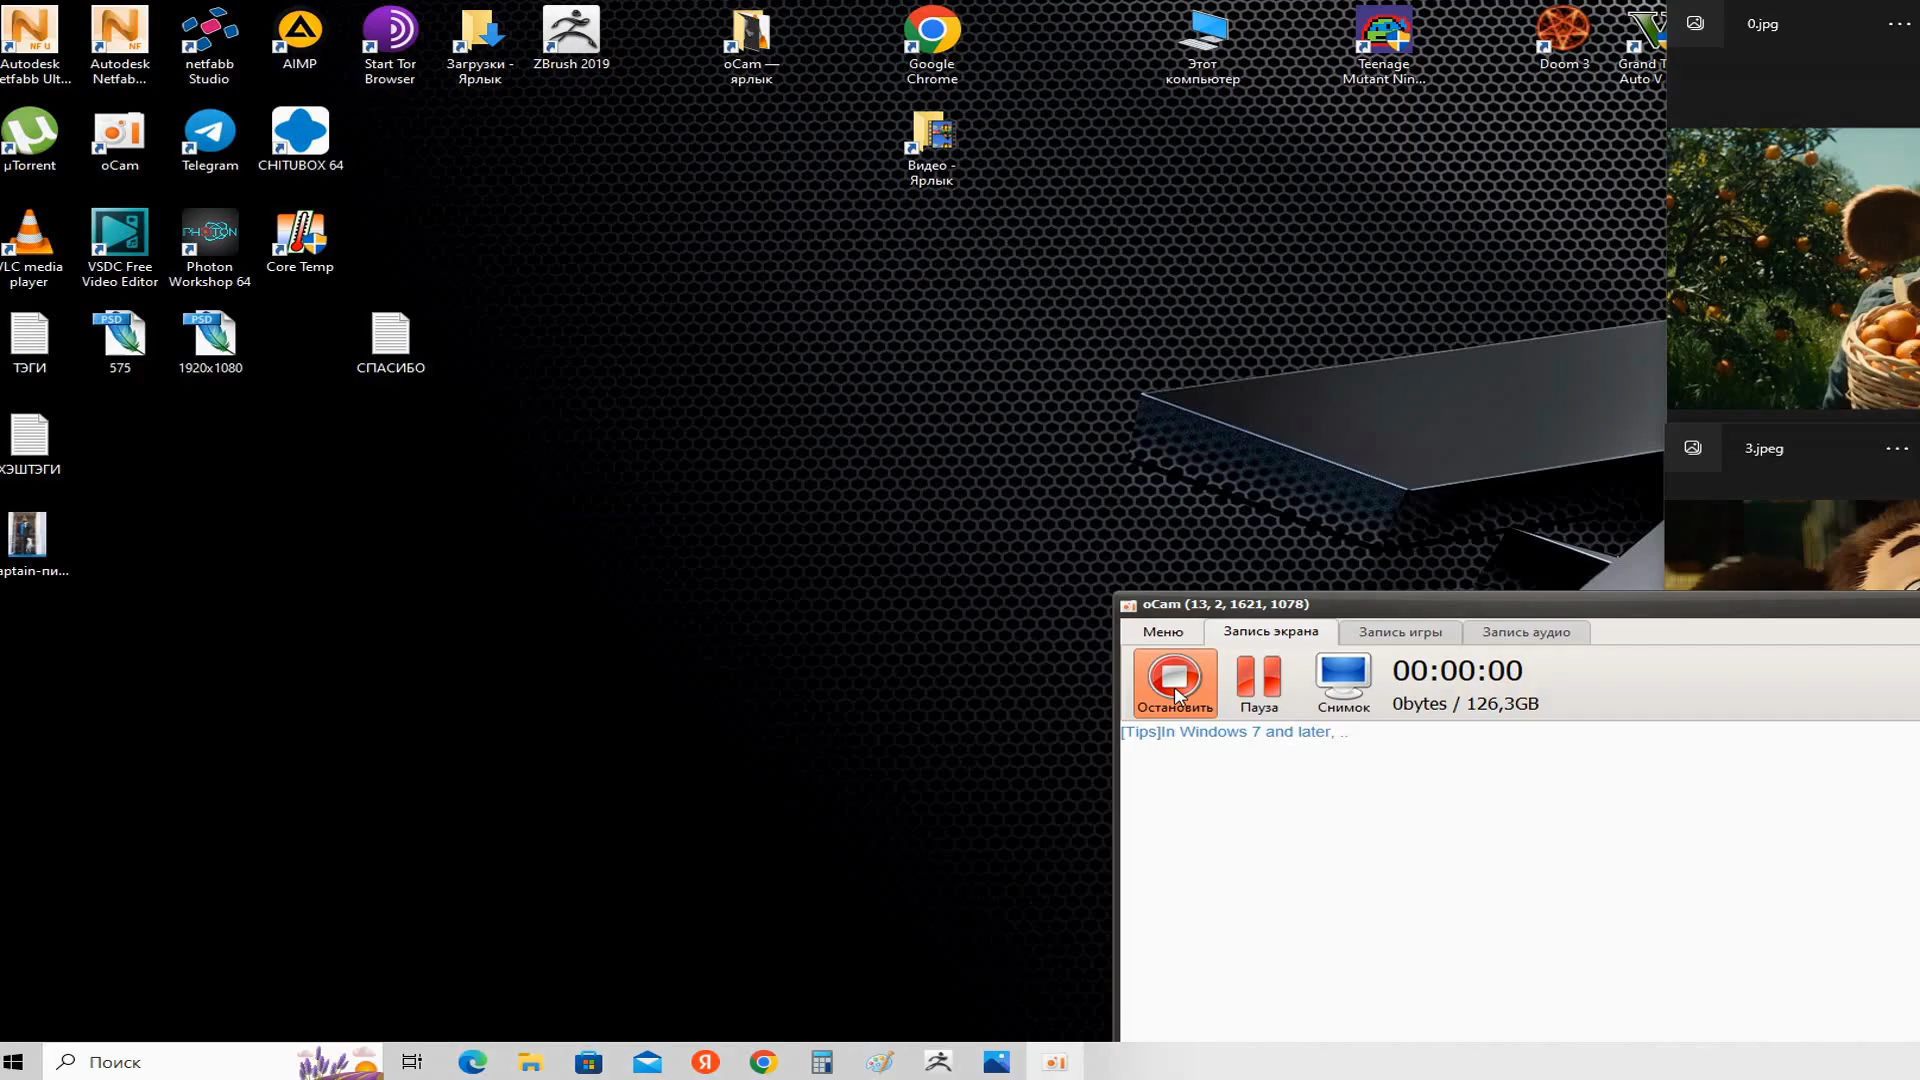 Autodesk
etfabb Ult...
Autodesk
Netfab...
netfabb
Studio
AIMP
Start Tor
Browser
Загрузки -
Ярлык
ZBrush 2019
oCam —
ярлык
Google
Chrome
Этот
компьютер
Teenage
Mutant Nin...
Doom 3
Grand T
Auto V
0.jpg
µTorrent
oCam
Telegram
CHITUBOX 64
Видео -
Ярлык
VLC media
player
VSDC Free
Video Editor
PHOTON
Photon
Workshop 64
Core Temp
PSD
PSD
ТЭГИ
575
1920x1080
СПАСИБО
3.jpeg
ХЭШТЭГИ
aptain-пи...
oCam (13, 2, 1621, 1078)
Меню
Запись экрана
Запись игры
Запись аудио
Остановить
Пауза
Снимок
00:00:00
0bytes / 126,3GB
[Tips]In Windows 7 and later, ..
Поиск